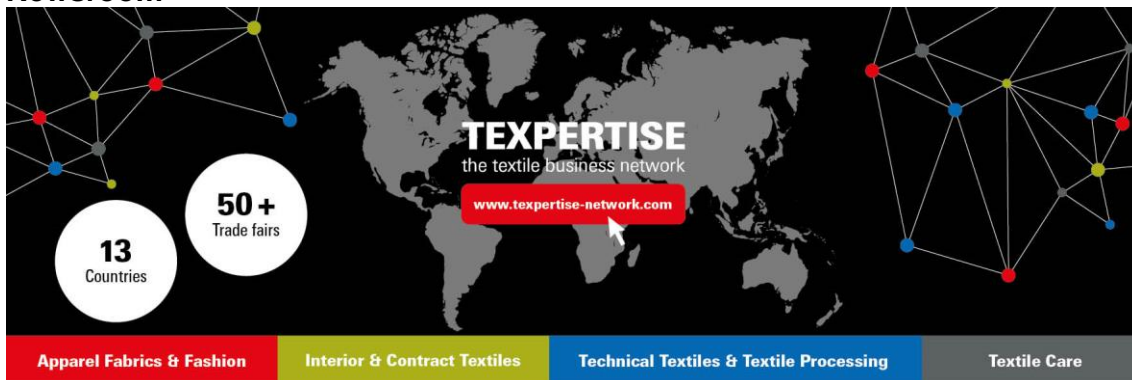 Newsroom
TEXPERTISE
the textile business network
www.texpertise-network.com
50 +
Trade fairs
13
Countries
Apparel Fabrics & Fashion
Interior & Contract Textiles
Technical Textiles & Textile Processing
Textile Care